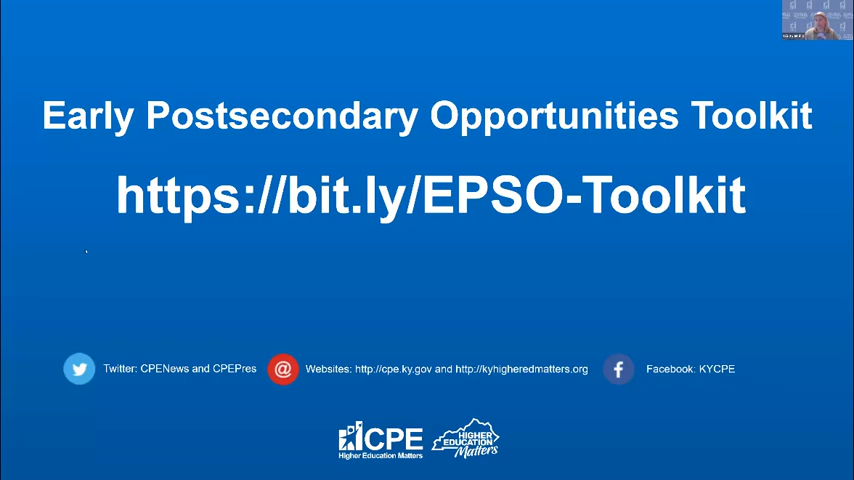 Early Postsecondary Opportunities Toolkit
https://bit.ly/EPSO-Toolkit
Twitter: CPENews and CPEPres
@
Websites: http://cpe.ky.gov and http://kyhigheredmatters.org
Facebook: KYCPE
CPE
Higher Education Matters
HIGHER
EDUCATION
Matters